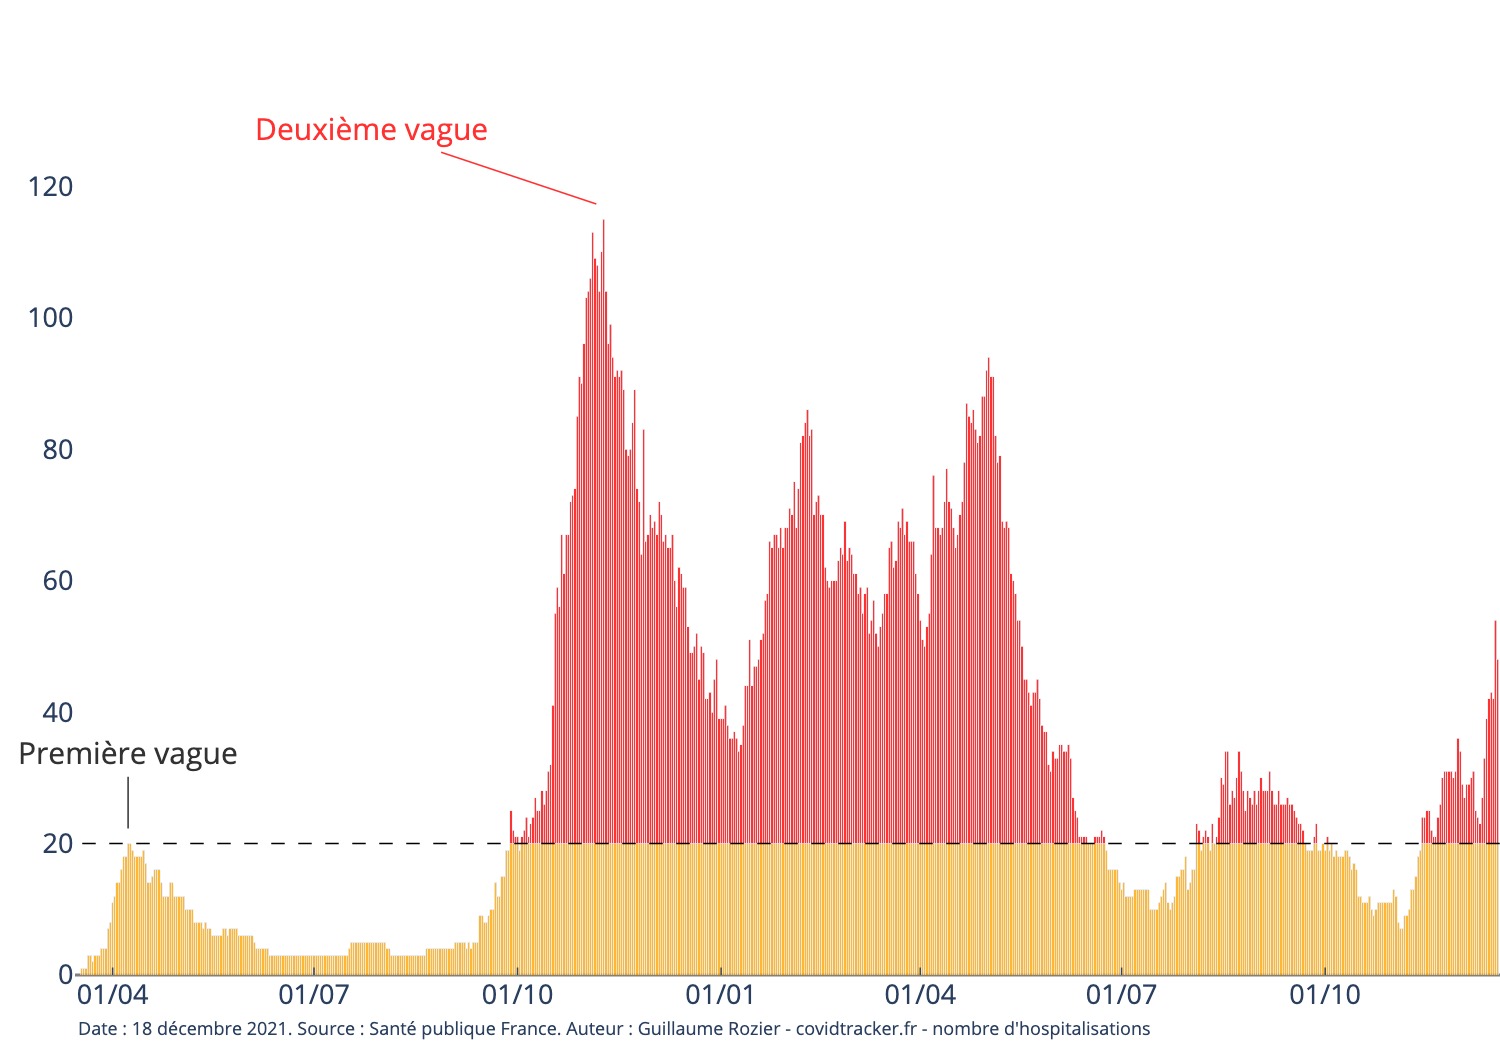 Deuxième vague
120
100
80
60
40
Première vague
20
0
01/04 01/07 01/10 01/01 01/04 01/07 01/10
Date : 18 décembre 2021. Source : Santé publique France. Auteur : Guillaume Rozier - covidtracker.fr - nombre d'hospitalisations